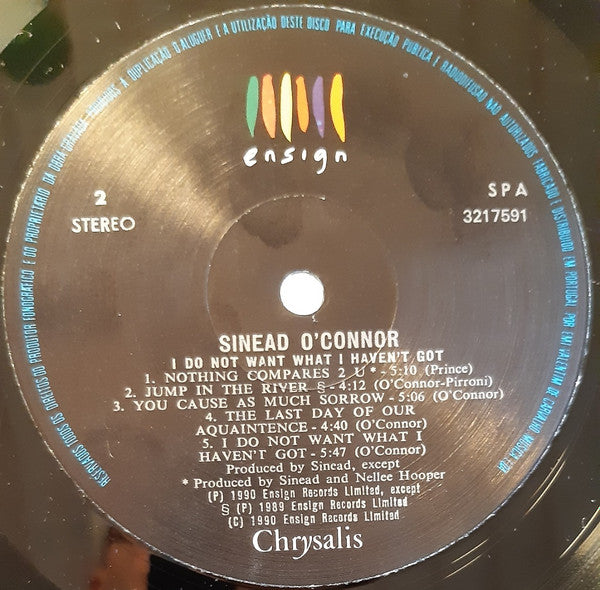 RESERVADOS TODOS OS DIREITOS DO PRODUTOR FONOGRÁFICO E DO PROPRIETÁRIO DA OBRA GRAVADA. PROIBIDOS A DUPLICAÇÃO, O ALUGUER E A UTILIZAÇÃO DESTE DISCO PARA EXECUÇÃO PÚBLICA E RADIODIFUSÃO NÃO AUTORIZADOS. FABRICADO E DISTRIBUIDO EM PORTUGAL POR EMI-VALENTIM DE CARVALHO MÚSICA LDA
ensign
2
STEREO
SPA
3217591
SINEAD O'CONNOR
I DO NOT WANT WHAT I HAVEN'T GOT
1. NOTHING COMPARES 2 U* - 5:10 (Prince)
2. JUMP IN THE RIVER § - 4:12 (O'Connor-Pirroni)
3. YOU CAUSE AS MUCH SORROW - 5:06 (O'Connor)
4. THE LAST DAY OF OUR
AQUAINTENCE - 4:40 (O'Connor)
5. I DO NOT WANT WHAT I
HAVEN'T GOT - 5:47 (O'Connor)
Produced by Sinead, except
* Produced by Sinead and Nellee Hooper
(P) 1990 Ensign Records Limited, except
§ (P) 1989 Ensign Records Limited
(C) 1990 Ensign Records Limited.
Chrysalis